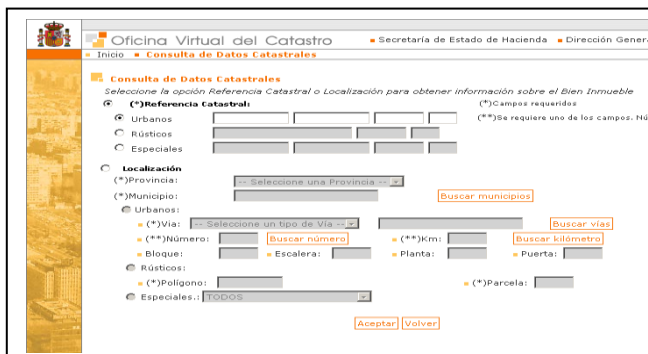 Oficina Virtual del Catastro
Secretaría de Estado de Hacienda
Dirección Gener
Inicio
Consulta de Datos Catastrales
Consulta de Datos Catastrales
Seleccione la opción Referencia Catastral o Localización para obtener información sobre el Bien Inmueble
(*)Referencia Catastral:
(*)Campos requeridos
Urbanos
(**)Se requiere uno de los campos. Nú
Rústicos
Especiales
Localización
(*)Provincia:
-- Seleccione una Provincia --
(*)Municipio:
Buscar municipios
Urbanos:
(*)Via:
-- Seleccione un tipo de Vía --
Buscar vías
(**)Número:
Buscar número
(**)Km:
Buscar kilómetro
Bloque:
Escalera:
Planta:
Puerta:
Rústicos:
(*)Polígono:
(*)Parcela:
Especiales.:
TODOS
Aceptar
Volver